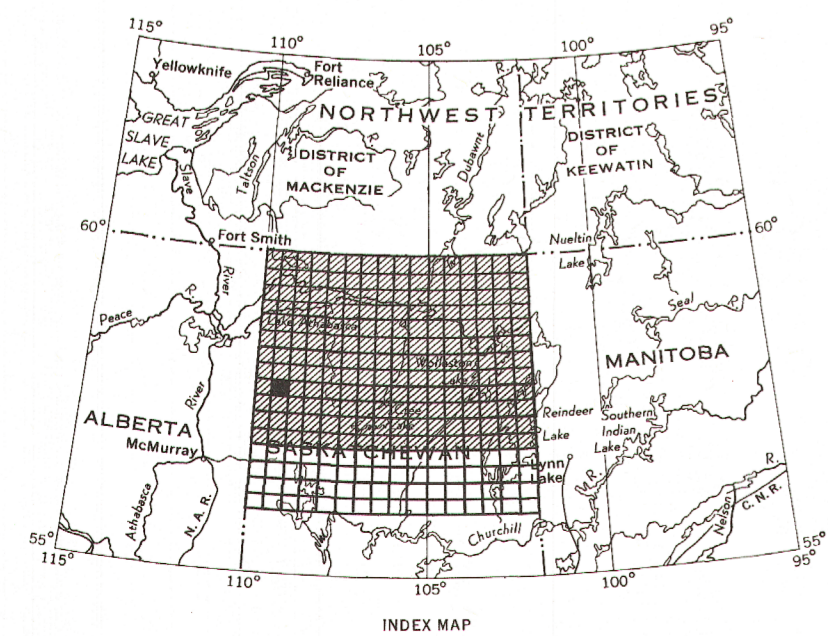 115°
110°
105°
100°
95°
Yellowknife
Fort
Reliance
R.
NORTHWEST TERRITORIES
GREAT
SLAVE
LAKE
Slave
Taltson
R.
DISTRICT
OF
MACKENZIE
Dubawnt
DISTRICT
OF
KEEWATIN
60°
Fort Smith
Nueltin
Lake
60°
River
R.
Peace
Lake Athabasca
Seal R.
Wollaston
Lake
MANITOBA
River
Cree
Lake
ALBERTA
McMurray
Reindeer
Lake
Southern
Indian
Lake
SASKATCHEWAN
Lynn
Lake
R.
R.
Athabasca
N. A. R.
Churchill
Nelson
C. N. R.
55°
115°
110°
105°
100°
55°
95°
INDEX MAP